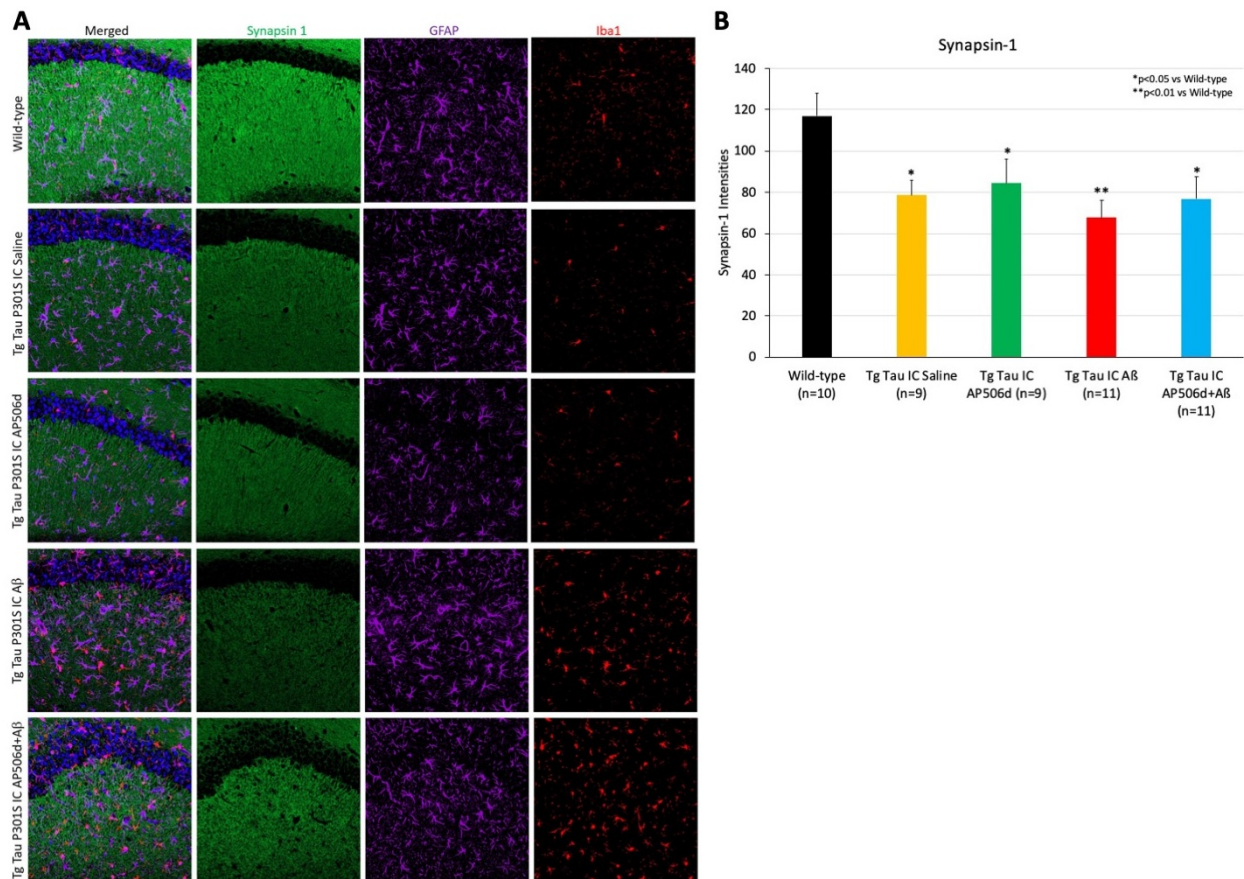 A
Merged
Synapsin 1
GFAP
Iba1
Wild-type
Tg Tau P301S IC Saline
Tg Tau P301S IC AP506d
Tg Tau P301S IC Aβ
Tg Tau P301S IC AP506d+Aβ
B
Synapsin-1
*p<0.05 vs Wild-type
**p<0.01 vs Wild-type
Synapsin-1 Intensities
140
120
100
80
60
40
20
0
*
*
**
*
Wild-type
(n=10)
Tg Tau IC Saline
(n=9)
Tg Tau IC
AP506d (n=9)
Tg Tau IC Aß
(n=11)
Tg Tau IC
AP506d+Aß
(n=11)